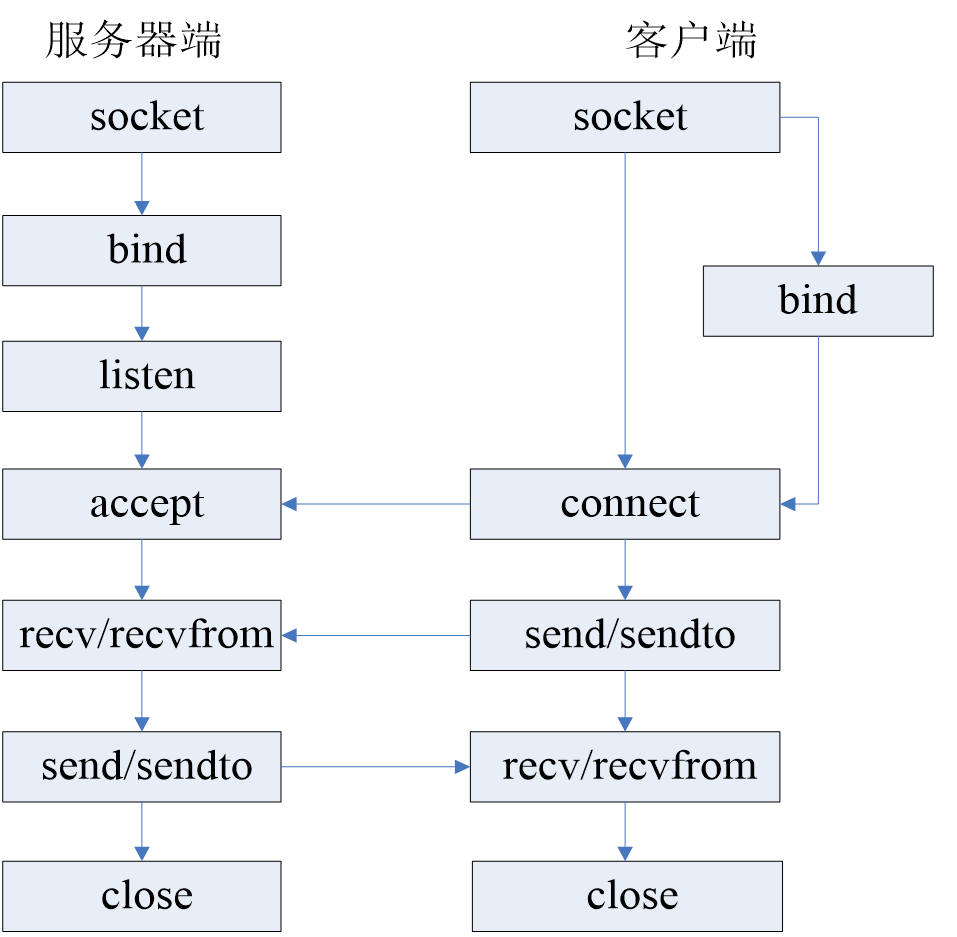 服务器端
客户端
socket
socket
bind
bind
listen
accept
connect
recv/recvfrom
send/sendto
send/sendto
recv/recvfrom
close
close